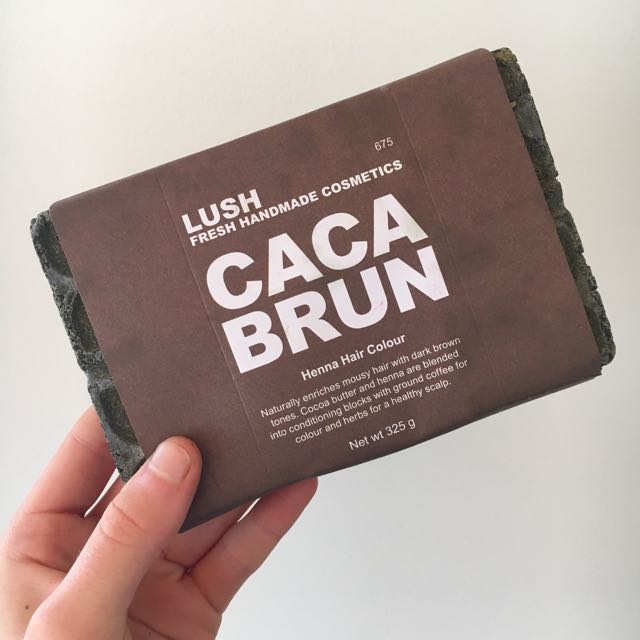 675
LUSH
FRESH HANDMADE COSMETICS
CACA
BRUN
Henna Hair Colour
Naturally enriches mousy hair with dark brown
tones. Cocoa butter and henna are blended
into conditioning blocks with ground coffee for
colour and herbs for a healthy scalp.
Net wt 325 g